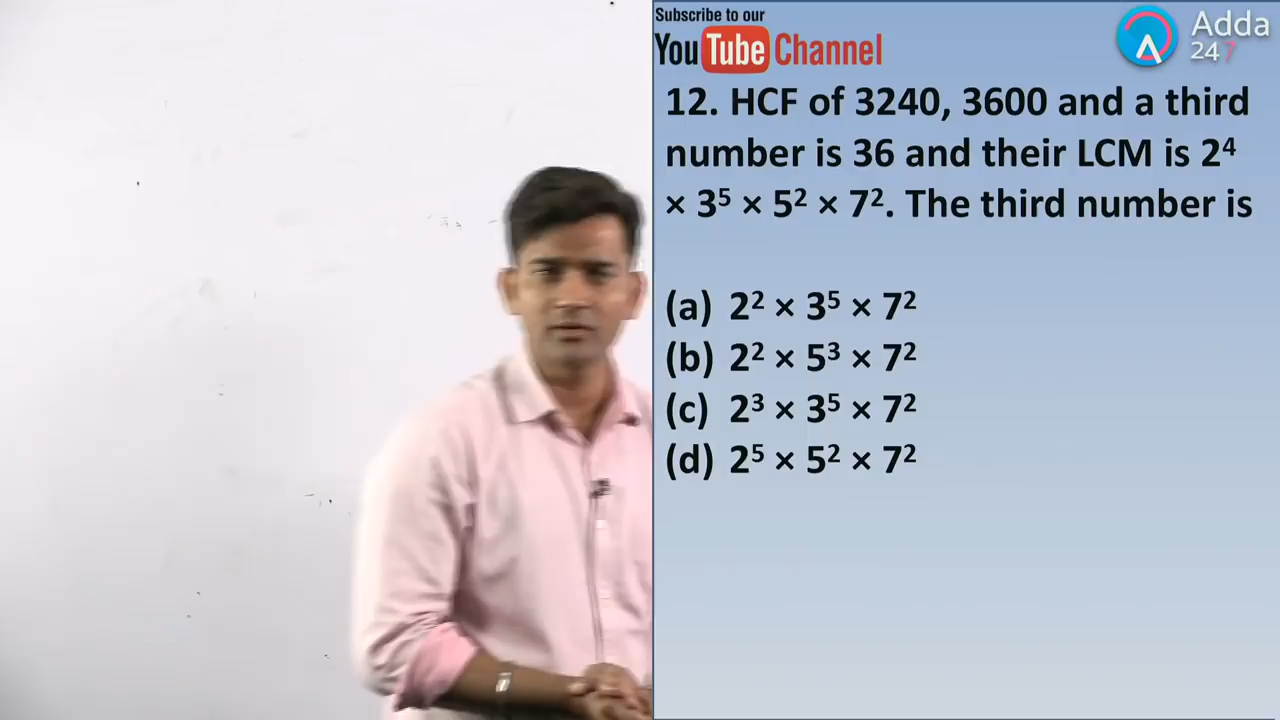 Subscribe to our
YouTube Channel
Adda
247
12. HCF of 3240, 3600 and a third
number is 36 and their LCM is 2⁴
× 3⁵ × 5² × 7². The third number is
(a) 2² × 3⁵ × 7²
(b) 2² × 5³ × 7²
(c) 2³ × 3⁵ × 7²
(d) 2⁵ × 5² × 7²